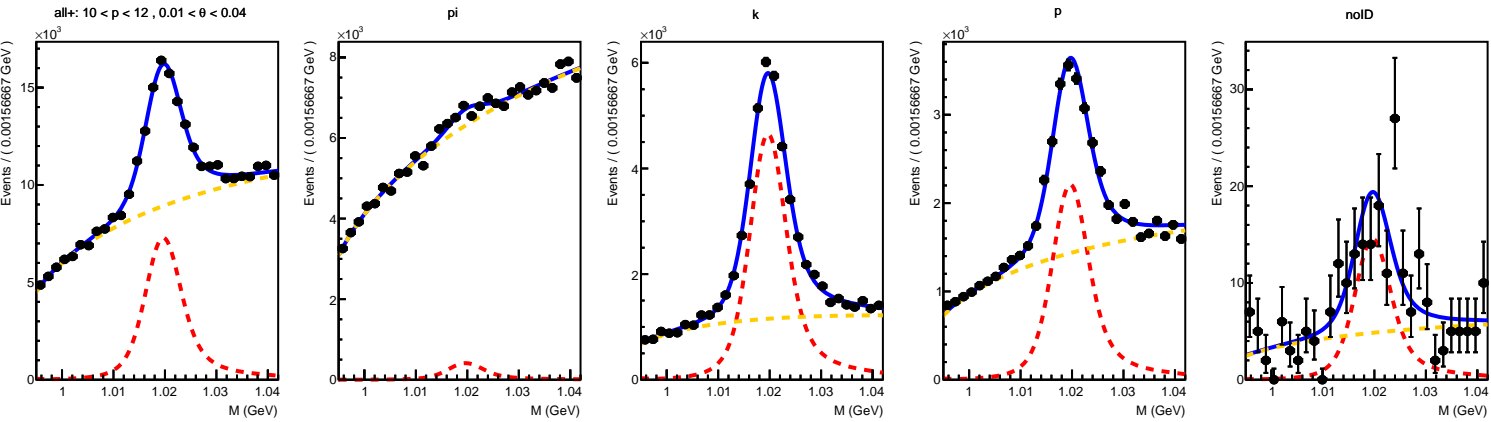 all+: 10 < p < 12 , 0.01 < θ < 0.04
×10³
Events / ( 0.00156667 GeV )
15
10
5
0
1 1.01 1.02 1.03 1.04
M (GeV)
pi
×10³
Events / ( 0.00156667 GeV )
8
6
4
2
0
1 1.01 1.02 1.03 1.04
M (GeV)
k
×10³
Events / ( 0.00156667 GeV )
6
4
2
0
1 1.01 1.02 1.03 1.04
M (GeV)
p
×10³
Events / ( 0.00156667 GeV )
3
2
1
0
1 1.01 1.02 1.03 1.04
M (GeV)
noID
Events / ( 0.00156667 GeV )
30
20
10
0
1 1.01 1.02 1.03 1.04
M (GeV)